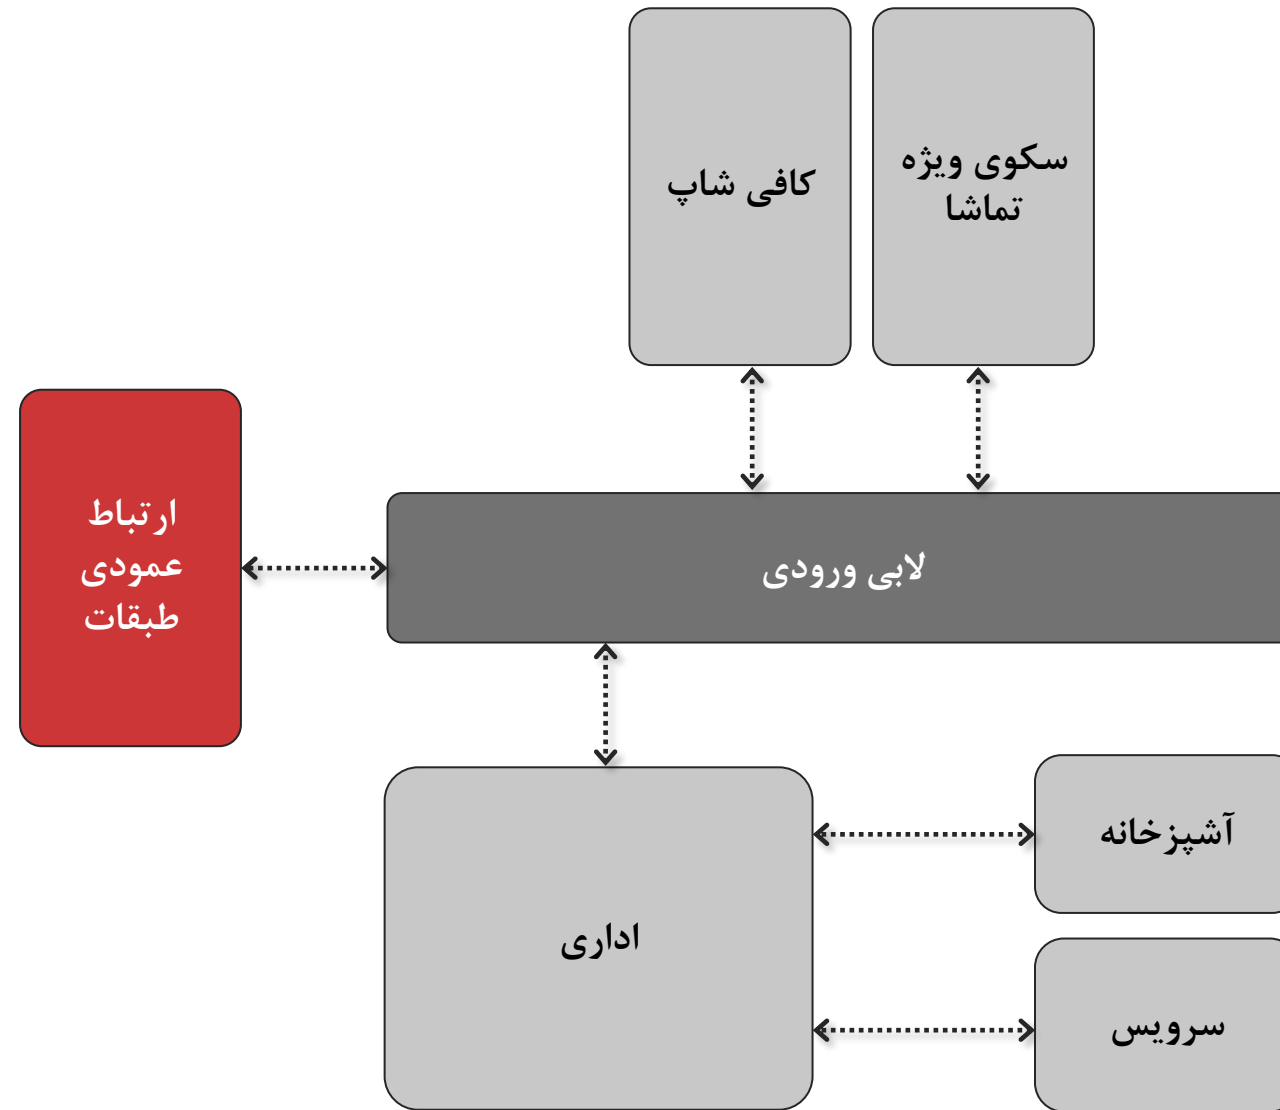 سکوی ویژه
تماشا
کافی شاپ
ارتباط
عمودی
طبقات
لابی ورودی
آشپزخانه
اداری
سرویس